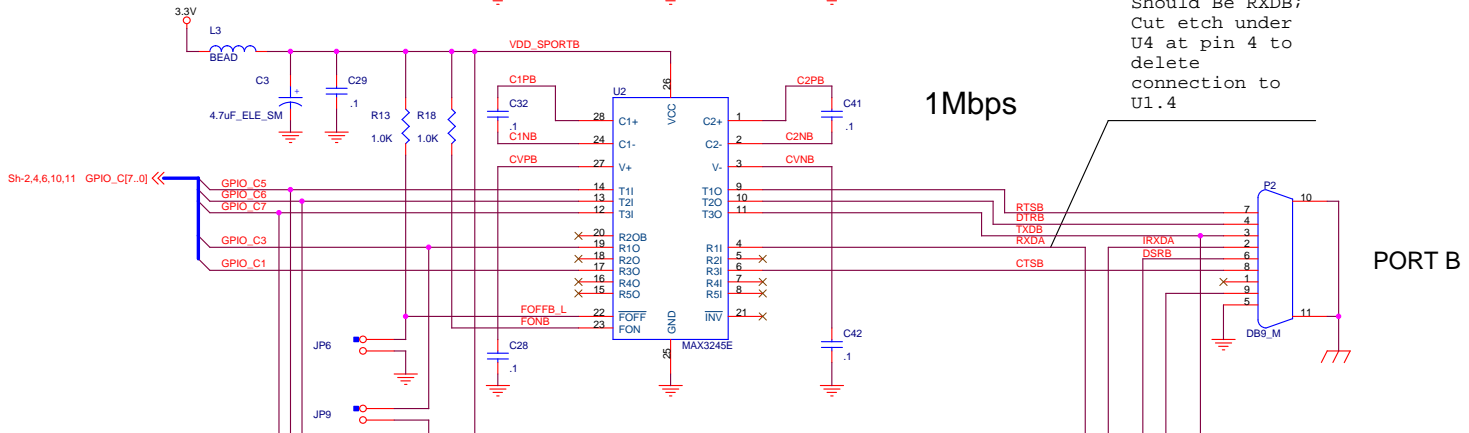 Should Be RXDB;
Cut etch under
U4 at pin 4 to
delete
connection to
U1.4
3.3V
L3
BEAD
VDD_SPORTB
C3
4.7uF_ELE_SM
C29
.1
R13
1.0K
R18
1.0K
C1PB
C32
.1
C1NB
CVPB
C28
.1
U2
26
VCC
28 C1+
24 C1-
27 V+
14 T1I
13 T2I
12 T3I
20 R2OB
19 R1O
18 R2O
17 R3O
16 R4O
15 R5O
22 FOFF
23 FON
GND
25
C2+ 1
C2- 2
V- 3
T1O 9
T2O 10
T3O 11
R1I 4
R2I 5
R3I 6
R4I 7
R5I 8
INV 21
MAX3245E
C2PB
C41
.1
C2NB
CVNB
C42
.1
1Mbps
Sh-2,4,6,10,11 GPIO_C[7..0]
GPIO_C5
GPIO_C6
GPIO_C7
GPIO_C3
GPIO_C1
FOFFB_L
FONB
JP6
JP9
RTSB
DTRB
TXDB
RXDA
IRXDA
DSRB
CTSB
P2
7
4
3
2
6
8
1
9
5
10
11
DB9_M
PORT B